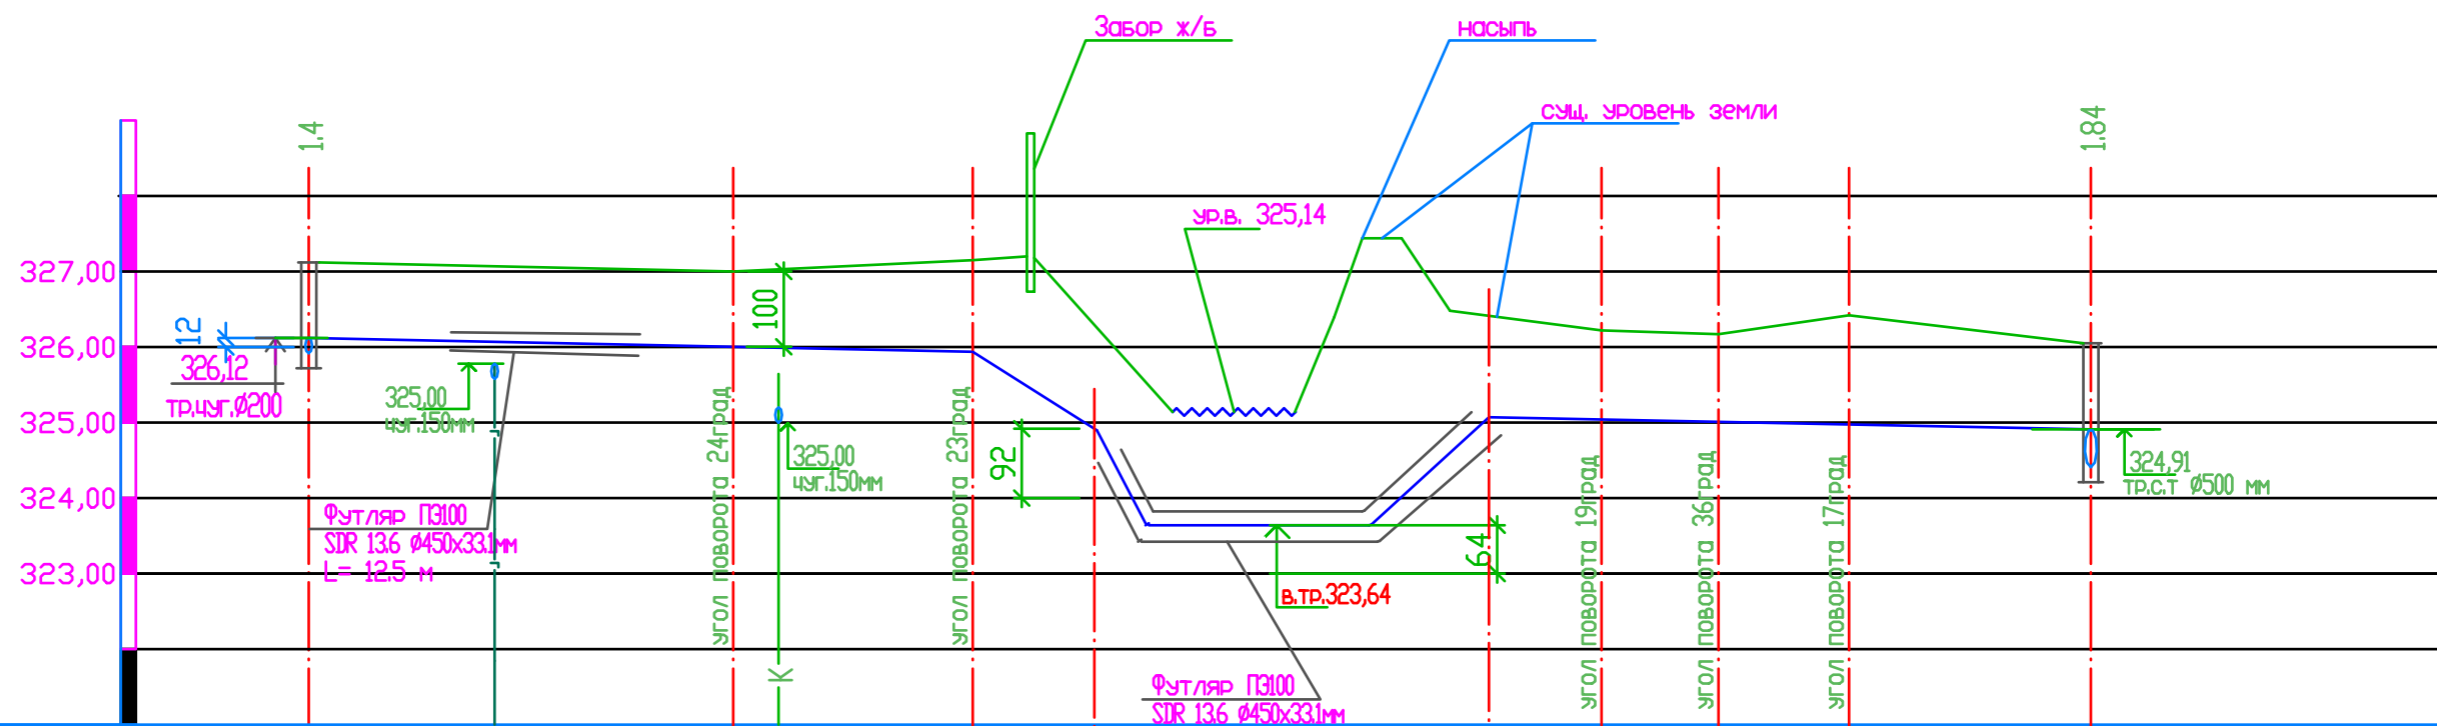 Забор ж/Б
насыпь
сущ. уровень земли
1.4
1.84
ур.в. 325,14
327,00
326,00
325,00
324,00
323,00
12
100
326,12
тр.чуг.Ø200
325,00
чуг.150мм
325,00
чуг.150мм
92
64
324,91
тр.с.т Ø500 мм
Футляр ПЭ100
SDR 13.6 Ø450х33.1мм
L= 12.5 м
в.тр.323,64
угол поворота 24град
угол поворота 23град
угол поворота 19град
угол поворота 36град
угол поворота 17град
К
Футляр ПЭ100
SDR 13.6 Ø450х33.1мм